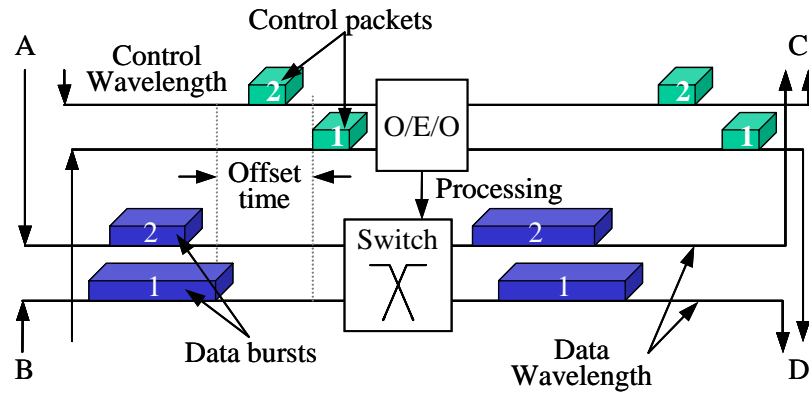 Control packets
A
C
Control
Wavelength
2
2
1
O/E/O
1
Offset
time
Processing
2
Switch
2
1
1
B
Data bursts
Data
Wavelength
D